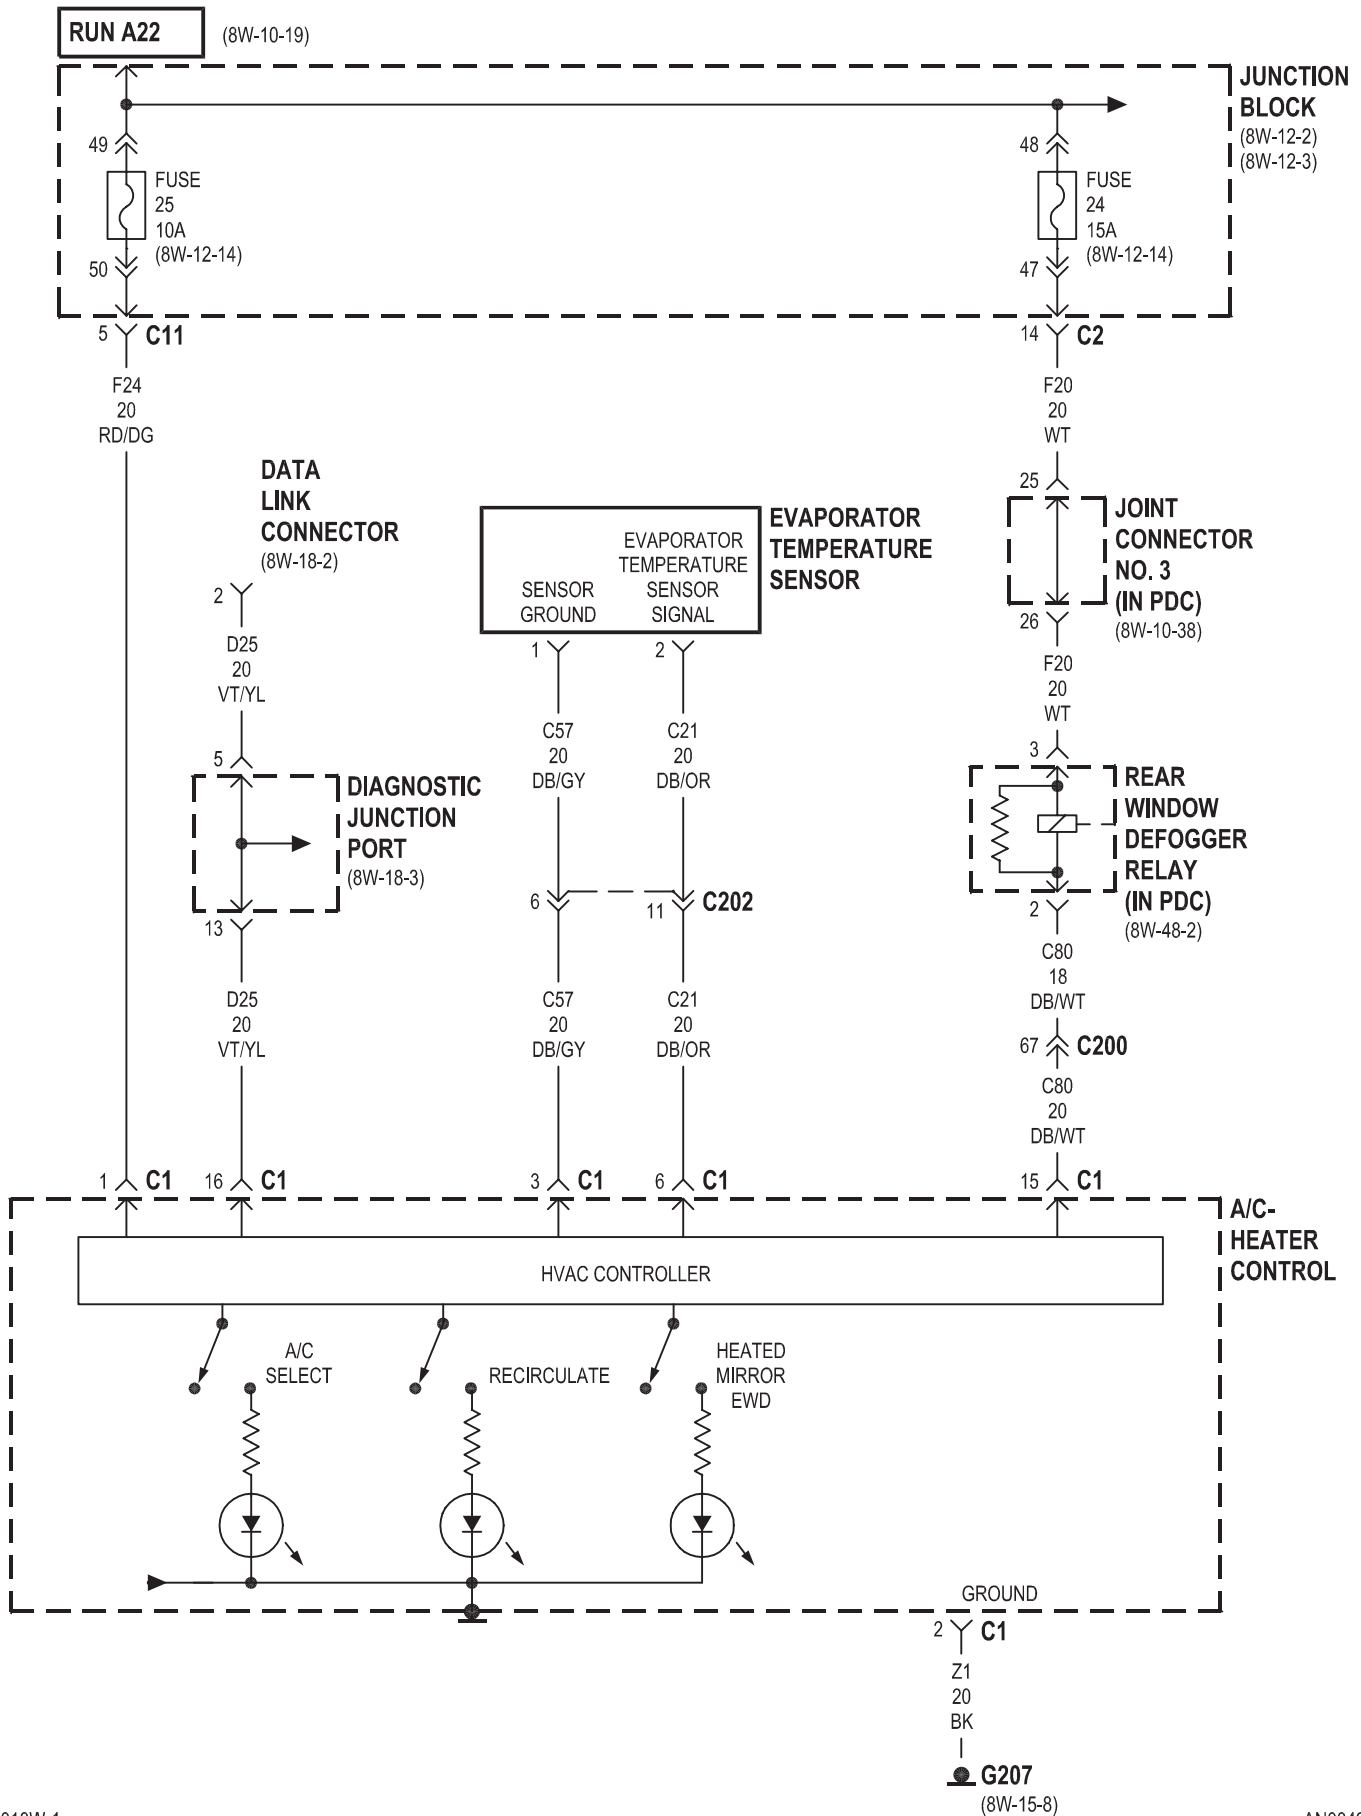 RUN A22 (8W-10-19)
JUNCTION
BLOCK
(8W-12-2)
(8W-12-3)
49
FUSE
25
10A
(8W-12-14)
50
48
FUSE
24
15A
(8W-12-14)
47
5 C11
14 C2
F24
20
RD/DG
F20
20
WT
DATA
LINK
CONNECTOR
(8W-18-2)
2
D25
20
VT/YL
5
DIAGNOSTIC
JUNCTION
PORT
(8W-18-3)
13
D25
20
VT/YL
EVAPORATOR
TEMPERATURE
SENSOR
SENSOR
GROUND
EVAPORATOR
TEMPERATURE
SENSOR
SIGNAL
1
2
C57
20
DB/GY
C21
20
DB/OR
6
11 C202
C57
20
DB/GY
C21
20
DB/OR
25
JOINT
CONNECTOR
NO. 3
(IN PDC)
(8W-10-38)
26
F20
20
WT
3
REAR
WINDOW
DEFOGGER
RELAY
(IN PDC)
(8W-48-2)
2
C80
18
DB/WT
67 C200
C80
20
DB/WT
1 C1
16 C1
3 C1
6 C1
15 C1
A/C-
HEATER
CONTROL
HVAC CONTROLLER
A/C
SELECT
RECIRCULATE
HEATED
MIRROR
EWD
GROUND
2 C1
Z1
20
BK
G207
(8W-15-8)